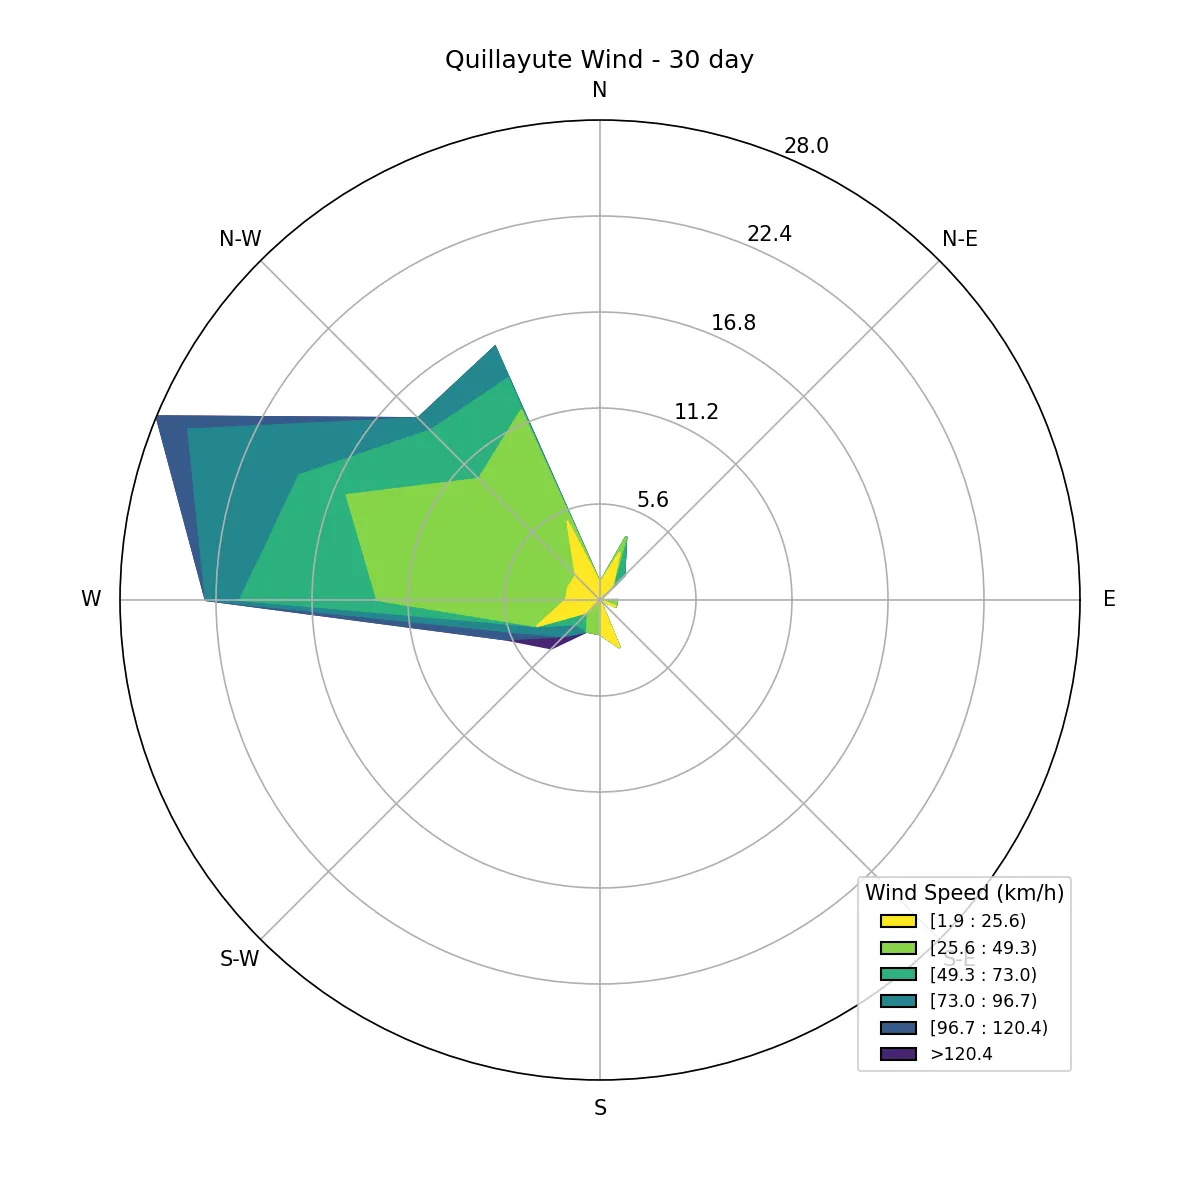 Quillayute Wind - 30 day
N
28.0
N-W
22.4
N-E
16.8
11.2
5.6
W
E
S-W
S-E
S
Wind Speed (km/h)
[1.9 : 25.6)
[25.6 : 49.3)
[49.3 : 73.0)
[73.0 : 96.7)
[96.7 : 120.4)
>120.4